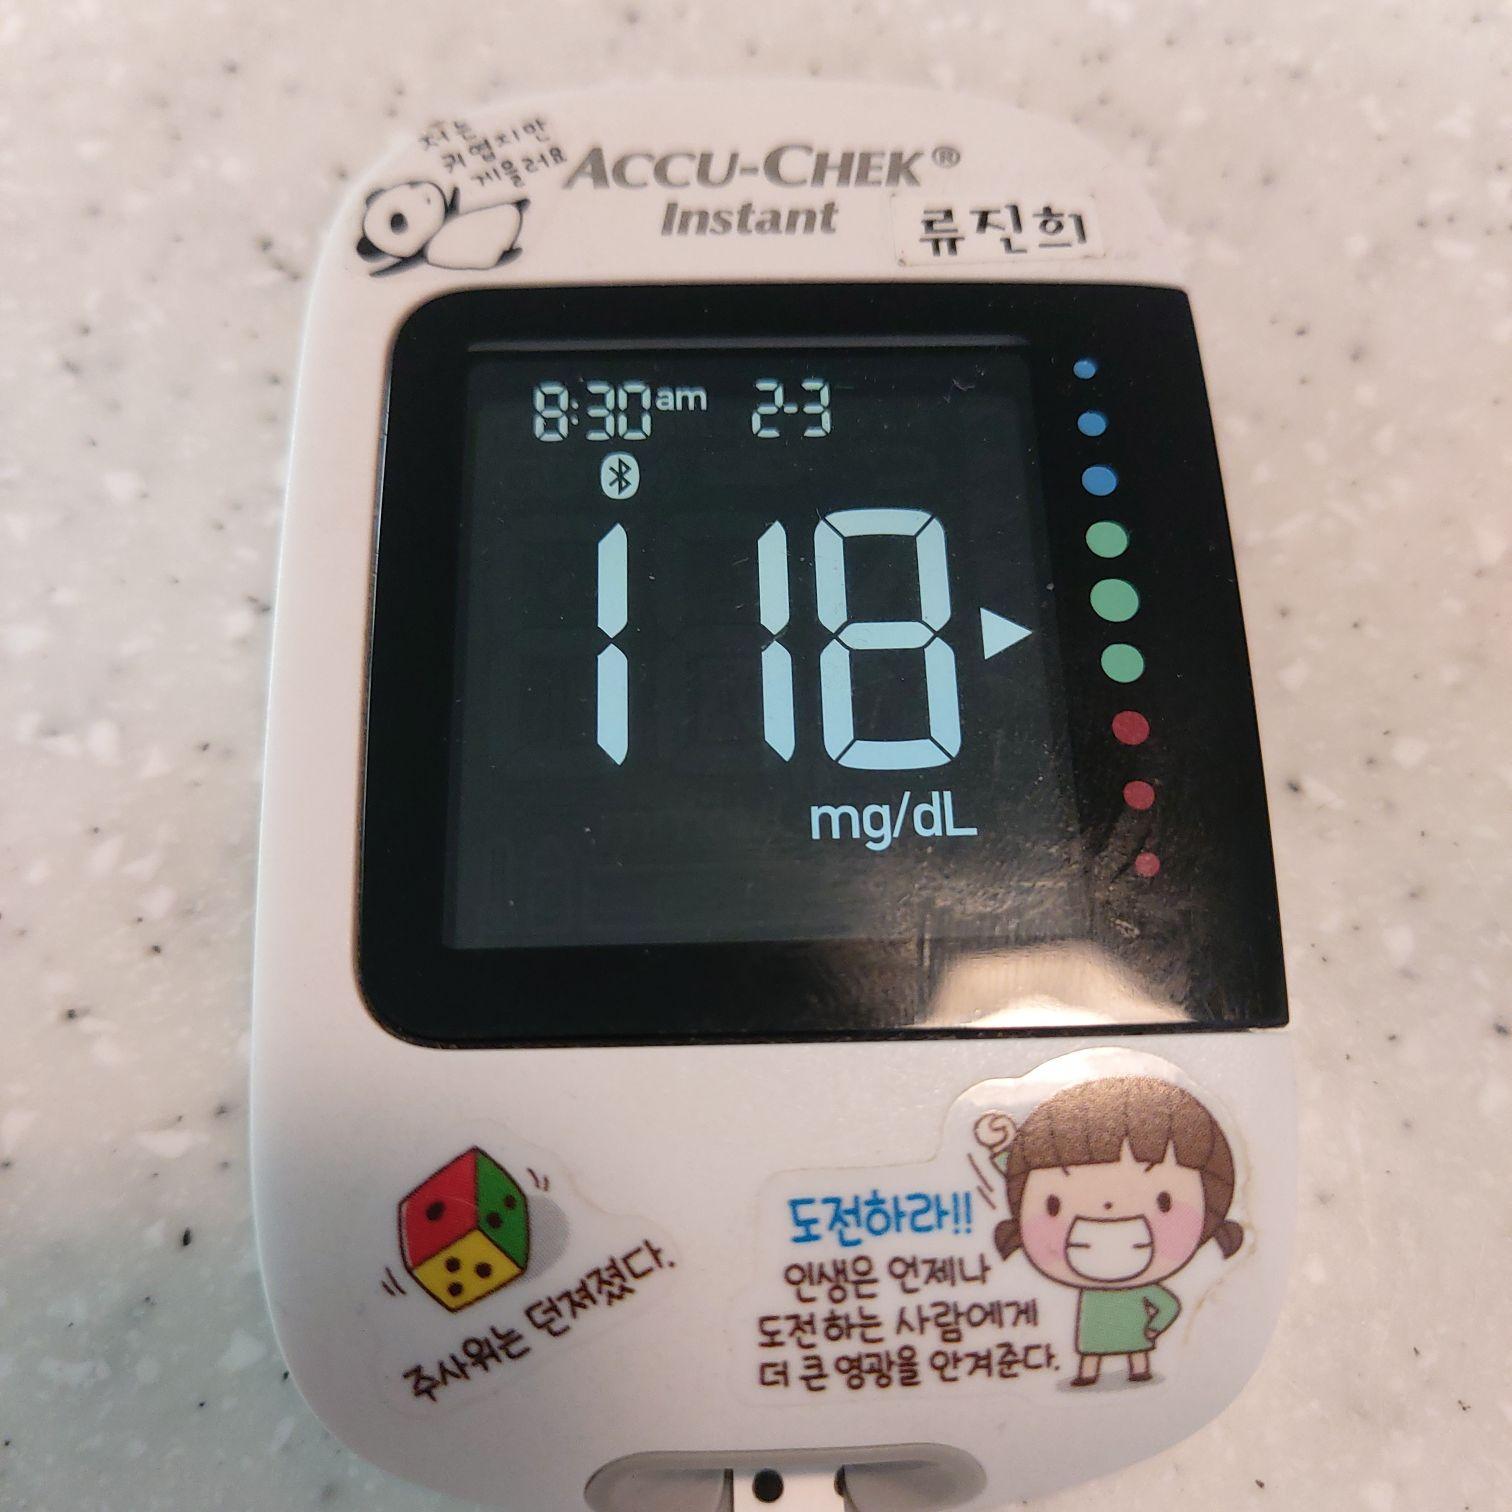 저는
귀엽지만
게을러요
ACCU-CHEK®
Instant
류진희
8:30am 2-3
118
mg/dL
주사위는 던져졌다.
도전하라!!
인생은 언제나
도전하는 사람에게
더 큰 영광을 안겨준다.